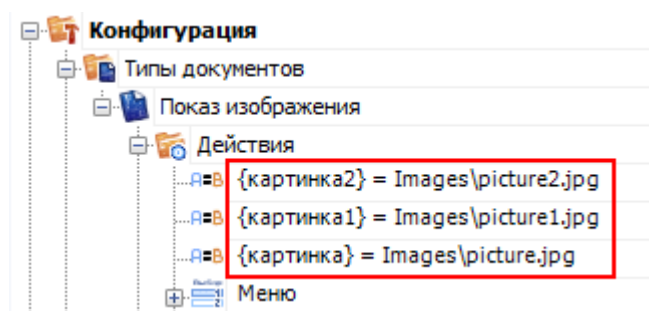 Конфигурация
Типы документов
Показ изображения
Действия
A=B {картинка2} = Images\picture2.jpg
A=B {картинка1} = Images\picture1.jpg
A=B {картинка} = Images\picture.jpg
Меню